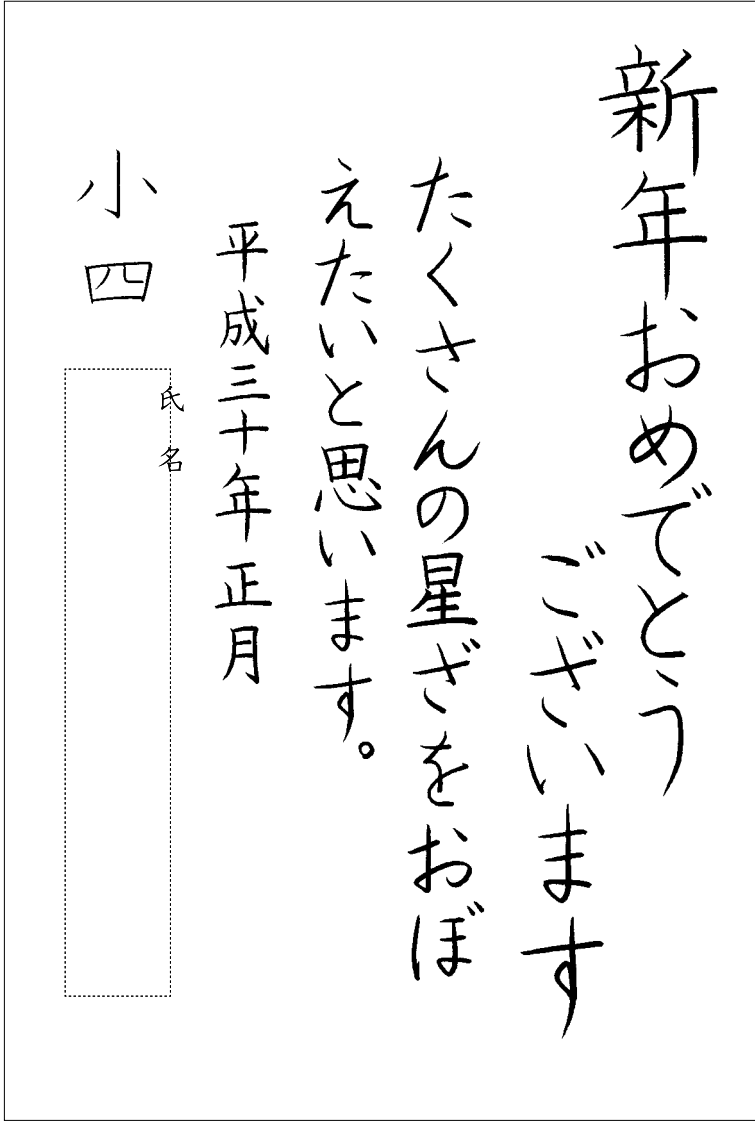 新年おめでとう
ございます
たくさんの星ざをおぼ
えたいと思います。
平成三十年正月
小四
氏名